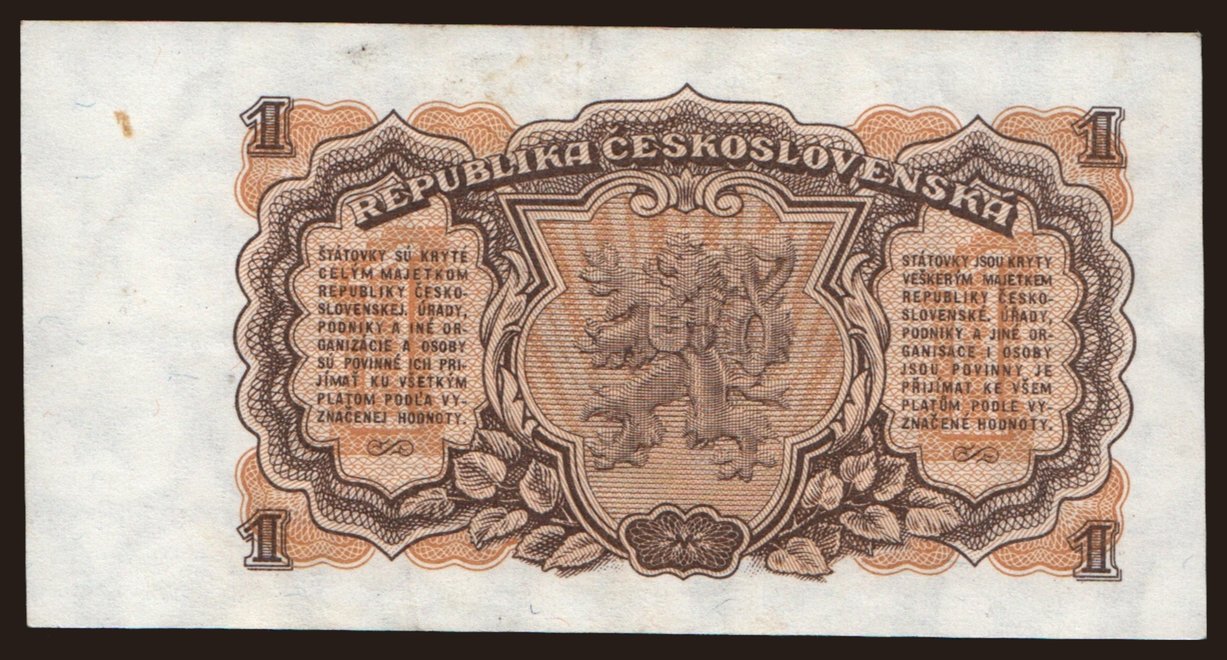 1
1
REPUBLIKA ČESKOSLOVENSKÁ
ŠTÁTOVKY SÚ KRYTÉ
CELÝM MAJETKOM
REPUBLIKY ČESKO-
SLOVENSKEJ. ÚRADY,
PODNIKY A INÉ OR-
GANIZÁCIE A OSOBY
SÚ POVINNÉ ICH PRI-
JÍMAŤ KU VŠETKÝM
PLATOM PODĽA VY-
ZNAČENEJ HODNOTY.
STÁTOVKY JSOU KRYTY
VEŠKERÝM MAJETKEM
REPUBLIKY ČESKO-
SLOVENSKÉ. ÚŘADY,
PODNIKY A JINÉ OR-
GANISACE I OSOBY
JSOU POVINNY JE
PŘIJÍMAT KE VŠEM
PLATŮM PODLE VY-
ZNAČENÉ HODNOTY.
1
1